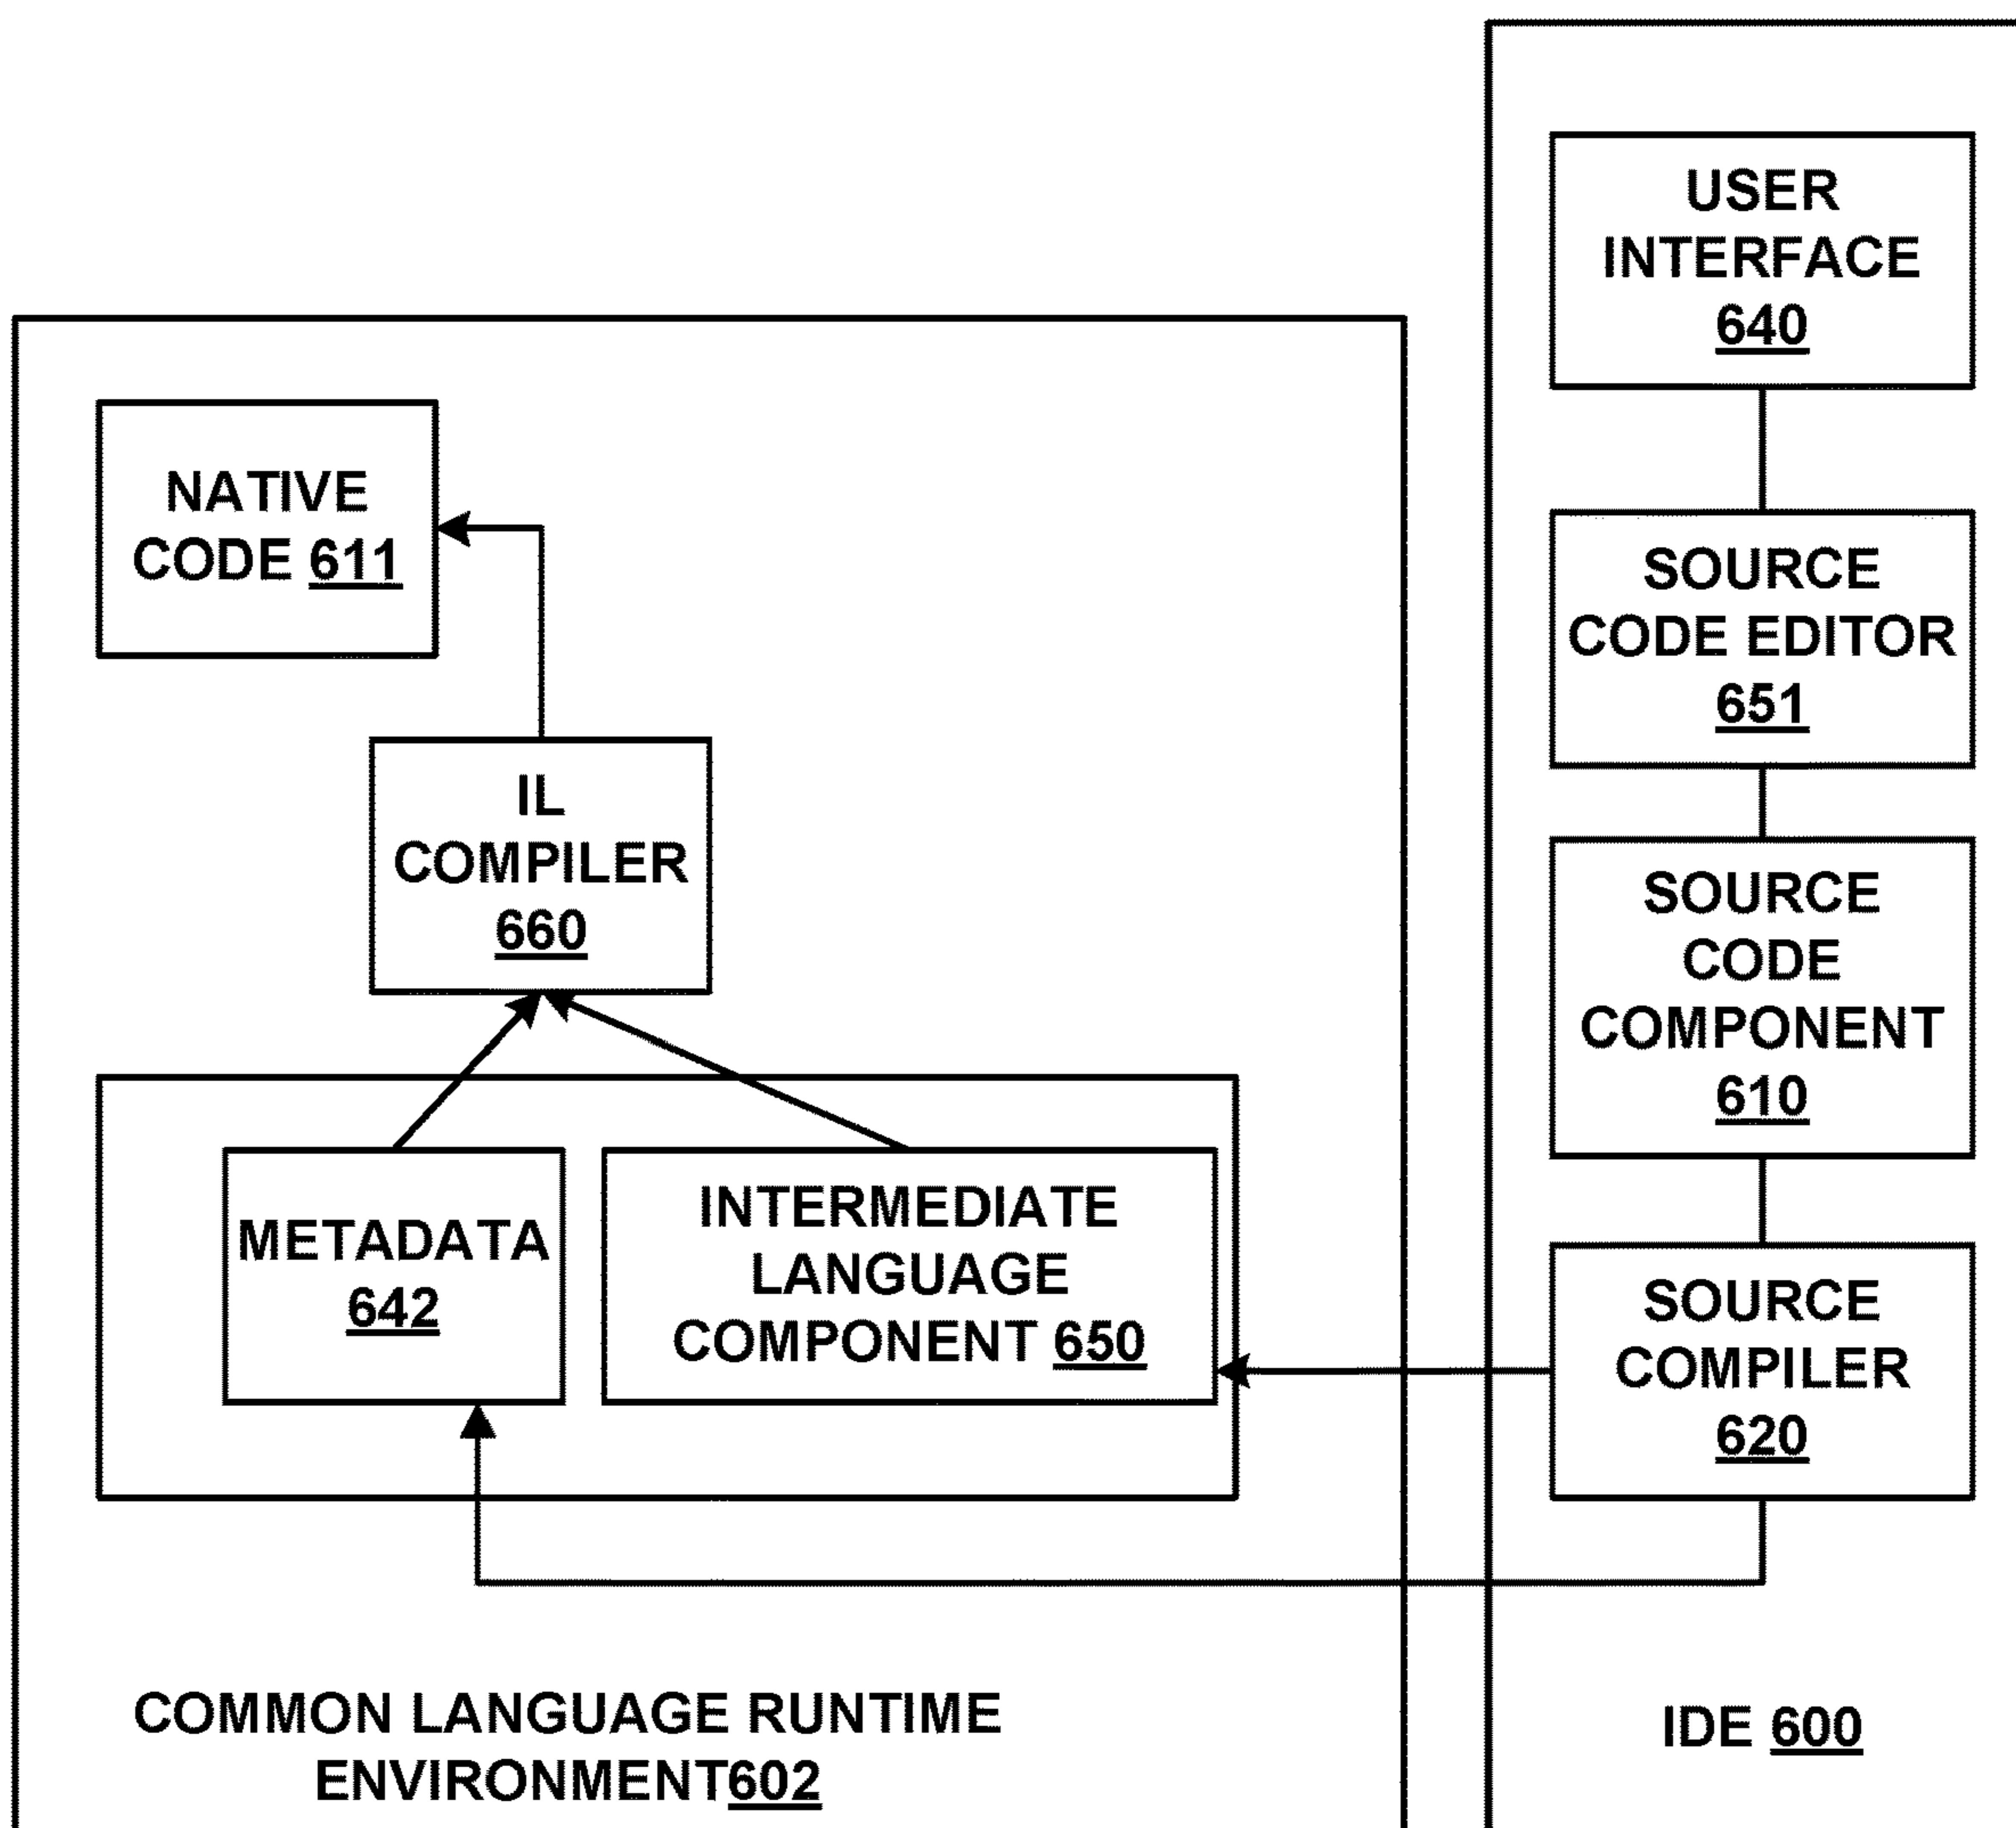 USER
INTERFACE
640
NATIVE
CODE 611
SOURCE
CODE EDITOR
651
IL
COMPILER
660
SOURCE
CODE
COMPONENT
610
METADATA
642
INTERMEDIATE
LANGUAGE
COMPONENT 650
SOURCE
COMPILER
620
COMMON LANGUAGE RUNTIME
ENVIRONMENT602
IDE 600